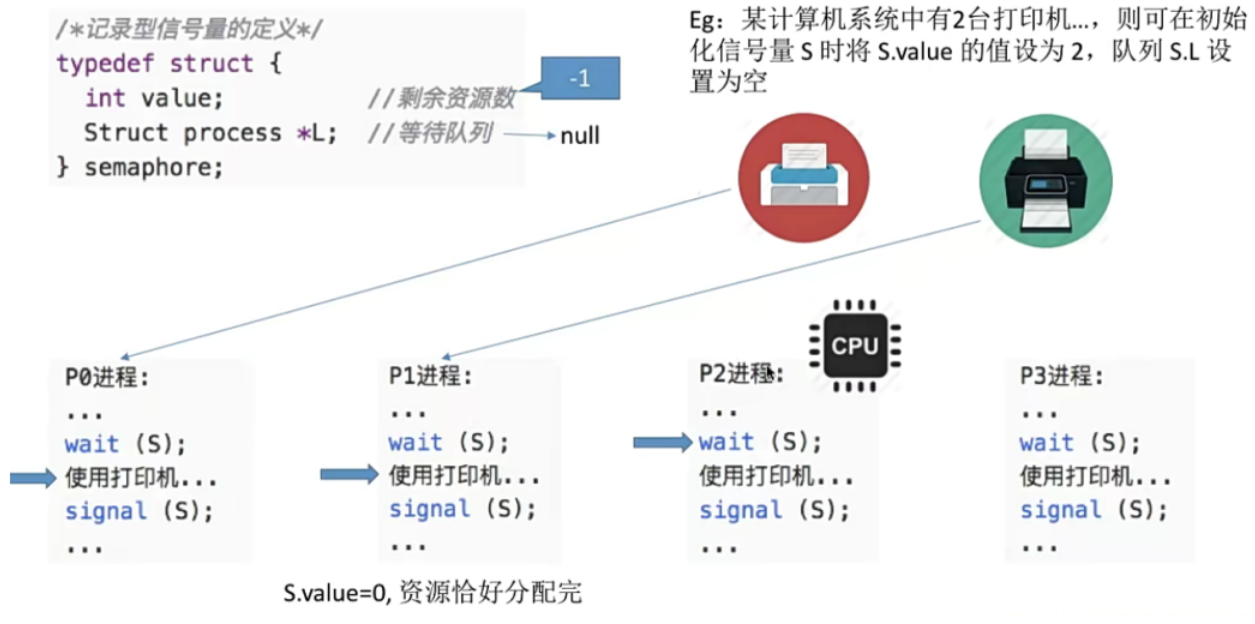 /*记录型信号量的定义*/
typedef struct {
int value; //剩余资源数
Struct process *L; //等待队列
} semaphore;
-1
null
Eg：某计算机系统中有2台打印机…，则可在初始
化信号量 S 时将 S.value 的值设为 2，队列 S.L 设
置为空
CPU
P0进程:
...
wait (S);
使用打印机...
signal (S);
...
P1进程:
...
wait (S);
使用打印机...
signal (S);
...
P2进程:
...
wait (S);
使用打印机...
signal (S);
...
P3进程:
...
wait (S);
使用打印机...
signal (S);
...
S.value=0, 资源恰好分配完